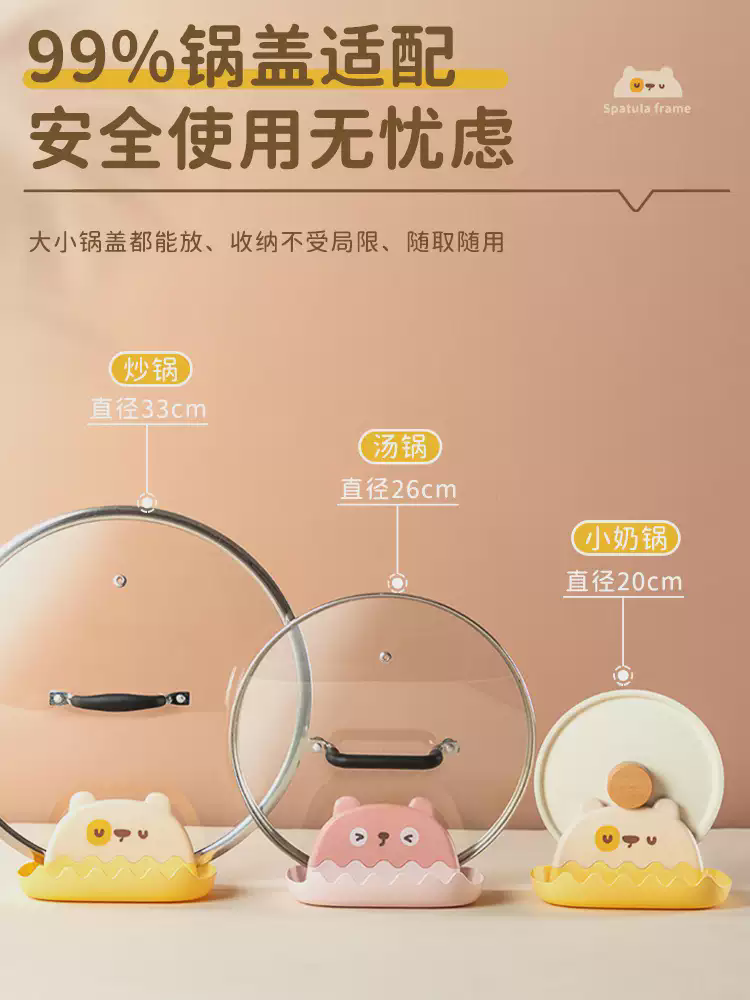 99%锅盖适配
安全使用无忧虑
Spatula frame
大小锅盖都能放、收纳不受局限、随取随用
炒锅
直径33cm
汤锅
直径26cm
小奶锅
直径20cm